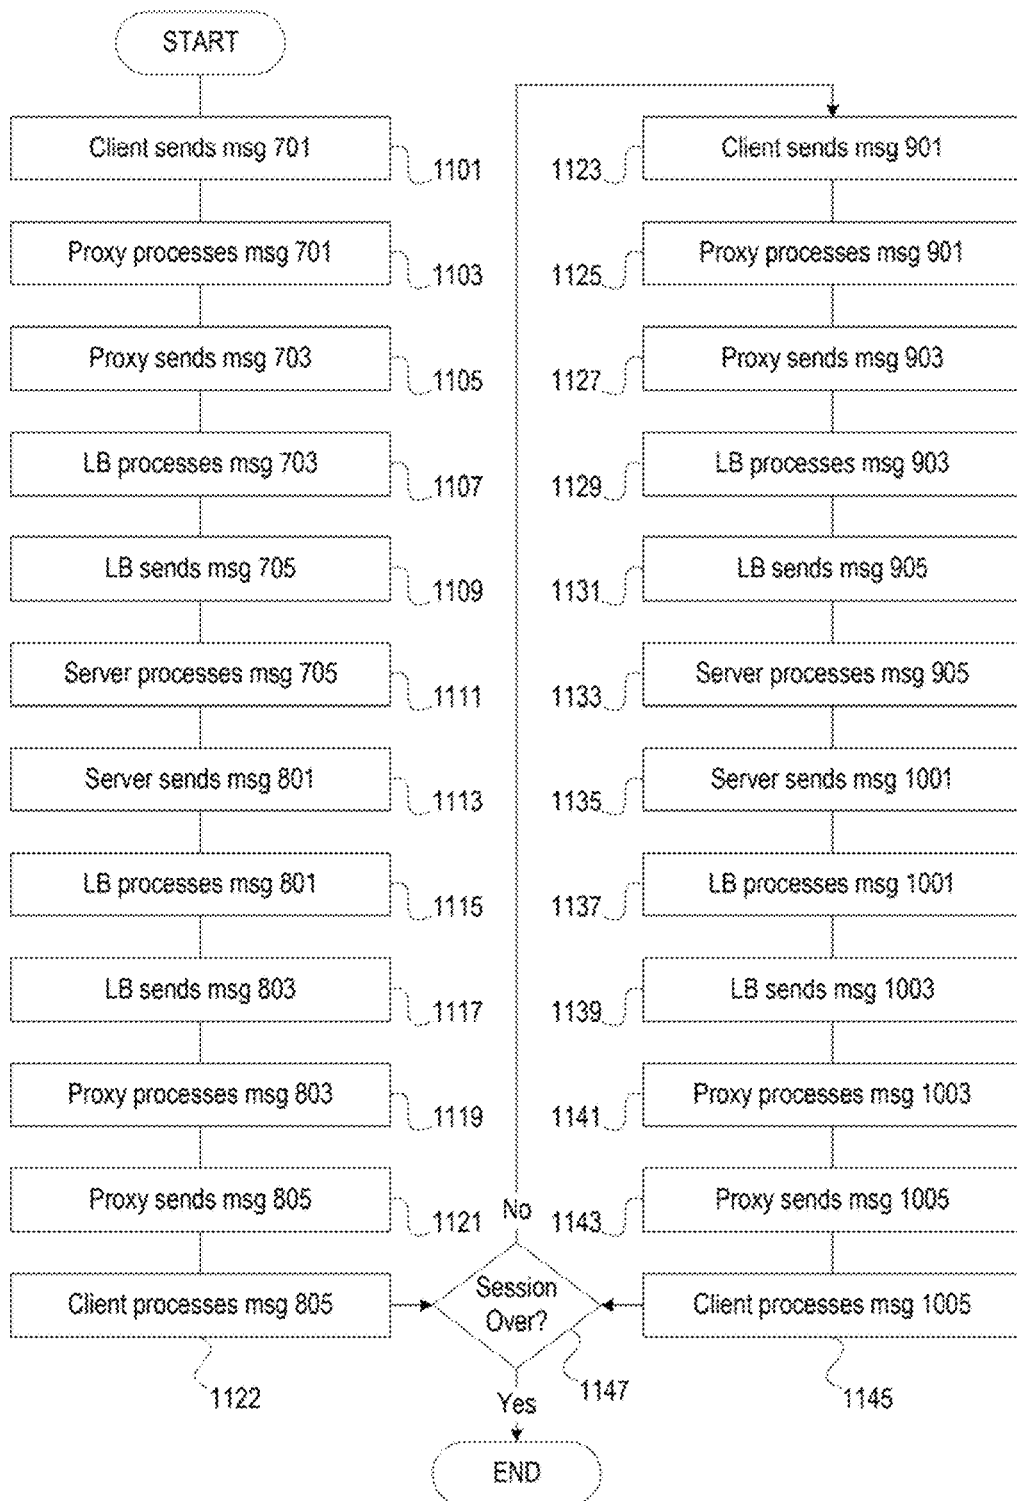 START
Client sends msg 701
1101
Proxy processes msg 701
1103
Proxy sends msg 703
1105
LB processes msg 703
1107
LB sends msg 705
1109
Server processes msg 705
1111
Server sends msg 801
1113
LB processes msg 801
1115
LB sends msg 803
1117
Proxy processes msg 803
1119
Proxy sends msg 805
1121
Client processes msg 805
1122
Client sends msg 901
1123
Proxy processes msg 901
1125
Proxy sends msg 903
1127
LB processes msg 903
1129
LB sends msg 905
1131
Server processes msg 905
1133
Server sends msg 1001
1135
LB processes msg 1001
1137
LB sends msg 1003
1139
Proxy processes msg 1003
1141
Proxy sends msg 1005
1143
Client processes msg 1005
1145
No
Session
Over?
1147
Yes
END